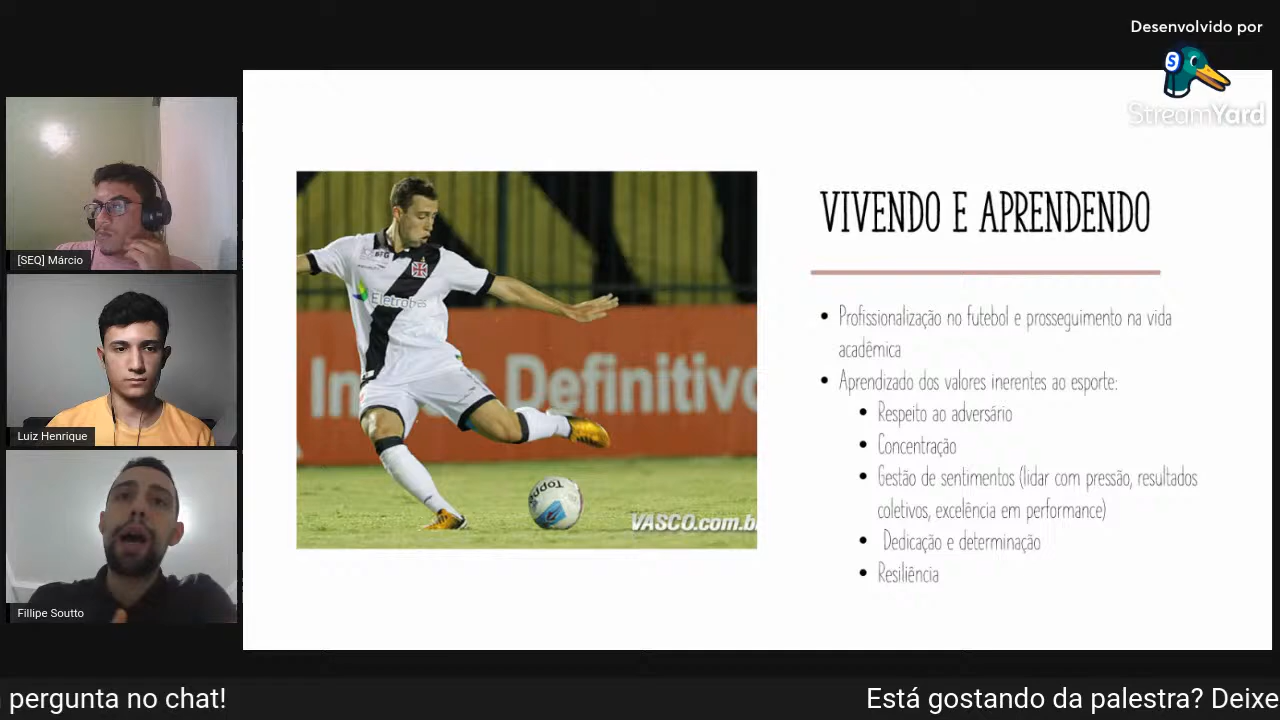 Desenvolvido por
StreamYard
[SEQ] Márcio
Luiz Henrique
Fillipe Soutto
Eletrobras
Definitivo
Topper
VASCO.com.b
VIVENDO E APRENDENDO
• Profissionalização no futebol e prosseguimento na vida
acadêmica
• Aprendizado dos valores inerentes ao esporte:
• Respeito ao adversário
• Concentração
• Gestão de sentimentos (lidar com pressão, resultados
coletivos, excelência em performance)
• Dedicação e determinação
• Resiliência
pergunta no chat!
Está gostando da palestra? Deixe